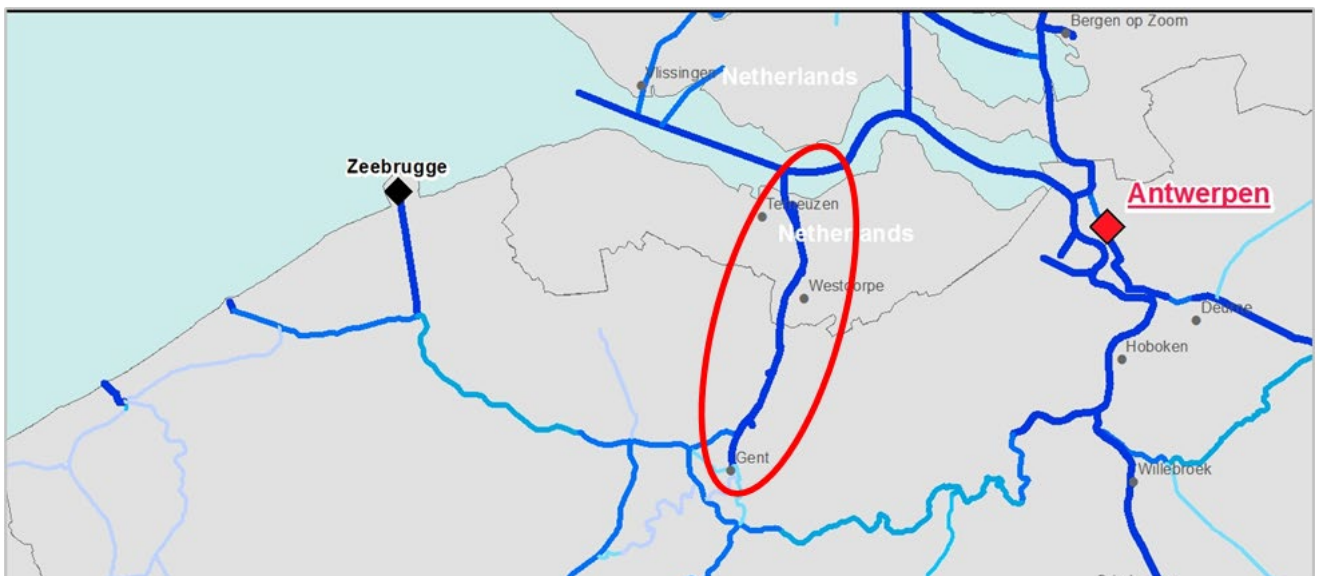 Bergen op Zoom
Vlissingen
Netherlands
Zeebrugge
Antwerpen
Terneuzen
Netherlands
Westdorpe
Deurne
Hoboken
Gent
Willebroek